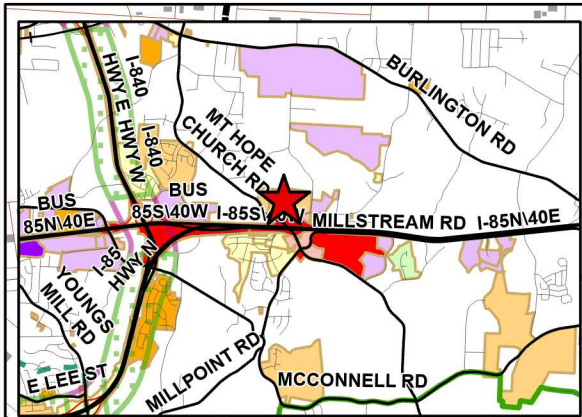 I-840
HWY E HWY W
I-840
BURLINGTON RD
MT HOPE
CHURCH RD
BUS
85N\40E
BUS
85S\40W
I-85S\40W
MILLSTREAM RD
I-85N\40E
I-85
HWY N
YOUNGS
MILL RD
E LEE ST
MILLPOINT RD
MCCONNELL RD